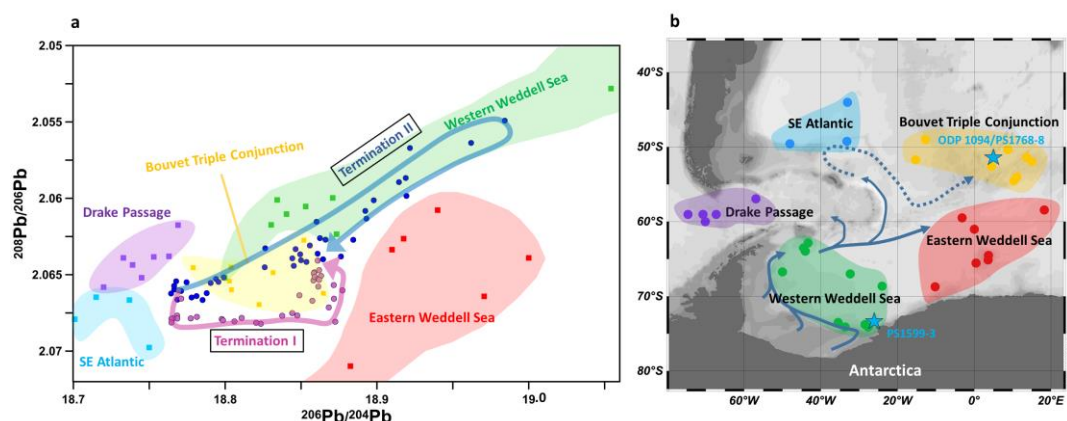 a
2.05
2.055
2.06
2.065
2.07
²⁰⁸Pb/²⁰⁶Pb
Western Weddell Sea
Termination II
Bouvet Triple Conjunction
Drake Passage
Eastern Weddell Sea
Termination I
SE Atlantic
18.7
18.8
18.9
19.0
²⁰⁶Pb/²⁰⁴Pb
b
40°S
50°S
60°S
70°S
80°S
SE Atlantic
Bouvet Triple Conjunction
ODP 1094/PS1768-8
Drake Passage
Eastern Weddell Sea
Western Weddell Sea
PS1599-3
Antarctica
60°W
40°W
20°W
0°
20°E